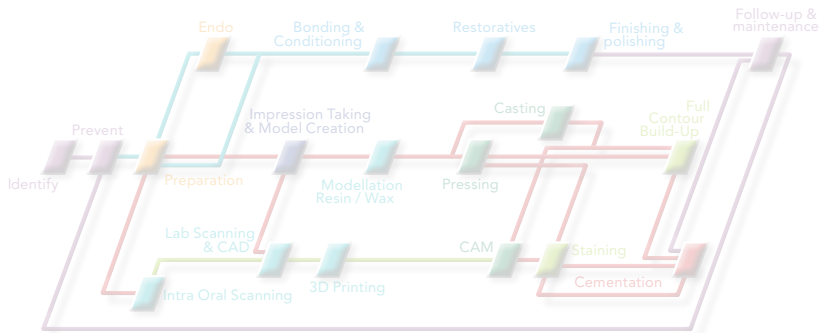 Follow-up &
maintenance
Endo
Bonding &
Conditioning
Restoratives
Finishing &
polishing
Impression Taking
& Model Creation
Casting
Full
Contour
Build-Up
Prevent
Identify
Preparation
Modellation
Resin / Wax
Pressing
Lab Scanning
& CAD
CAM
Staining
Intra Oral Scanning
3D Printing
Cementation